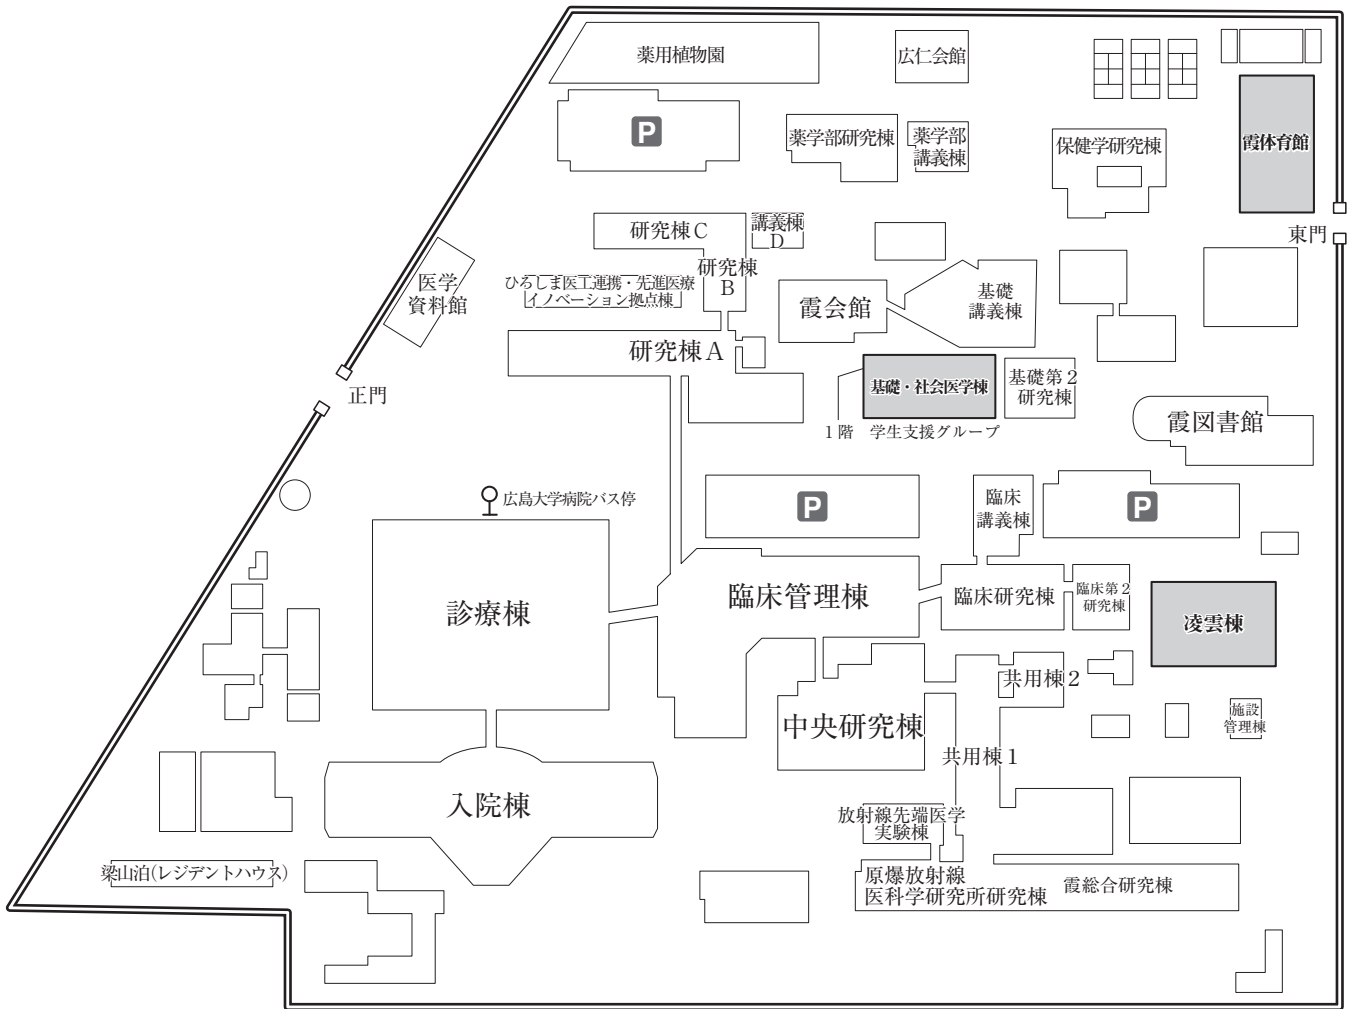 薬用植物園
広仁会館
P
薬学部研究棟
薬学部
講義棟
保健学研究棟
霞体育館
東門
研究棟C
講義棟
D
研究棟
B
医学
資料館
ひろしま医工連携・先進医療
イノベーション拠点棟
霞会館
基礎
講義棟
研究棟A
正門
基礎・社会医学棟
基礎第2
研究棟
1階 学生支援グループ
霞図書館
広島大学病院バス停
P
臨床
講義棟
P
診療棟
臨床管理棟
臨床研究棟
臨床第2
研究棟
凌雲棟
共用棟2
中央研究棟
施設
管理棟
共用棟1
入院棟
放射線先端医学
実験棟
梁山泊(レジデントハウス)
原爆放射線
医科学研究所研究棟
霞総合研究棟